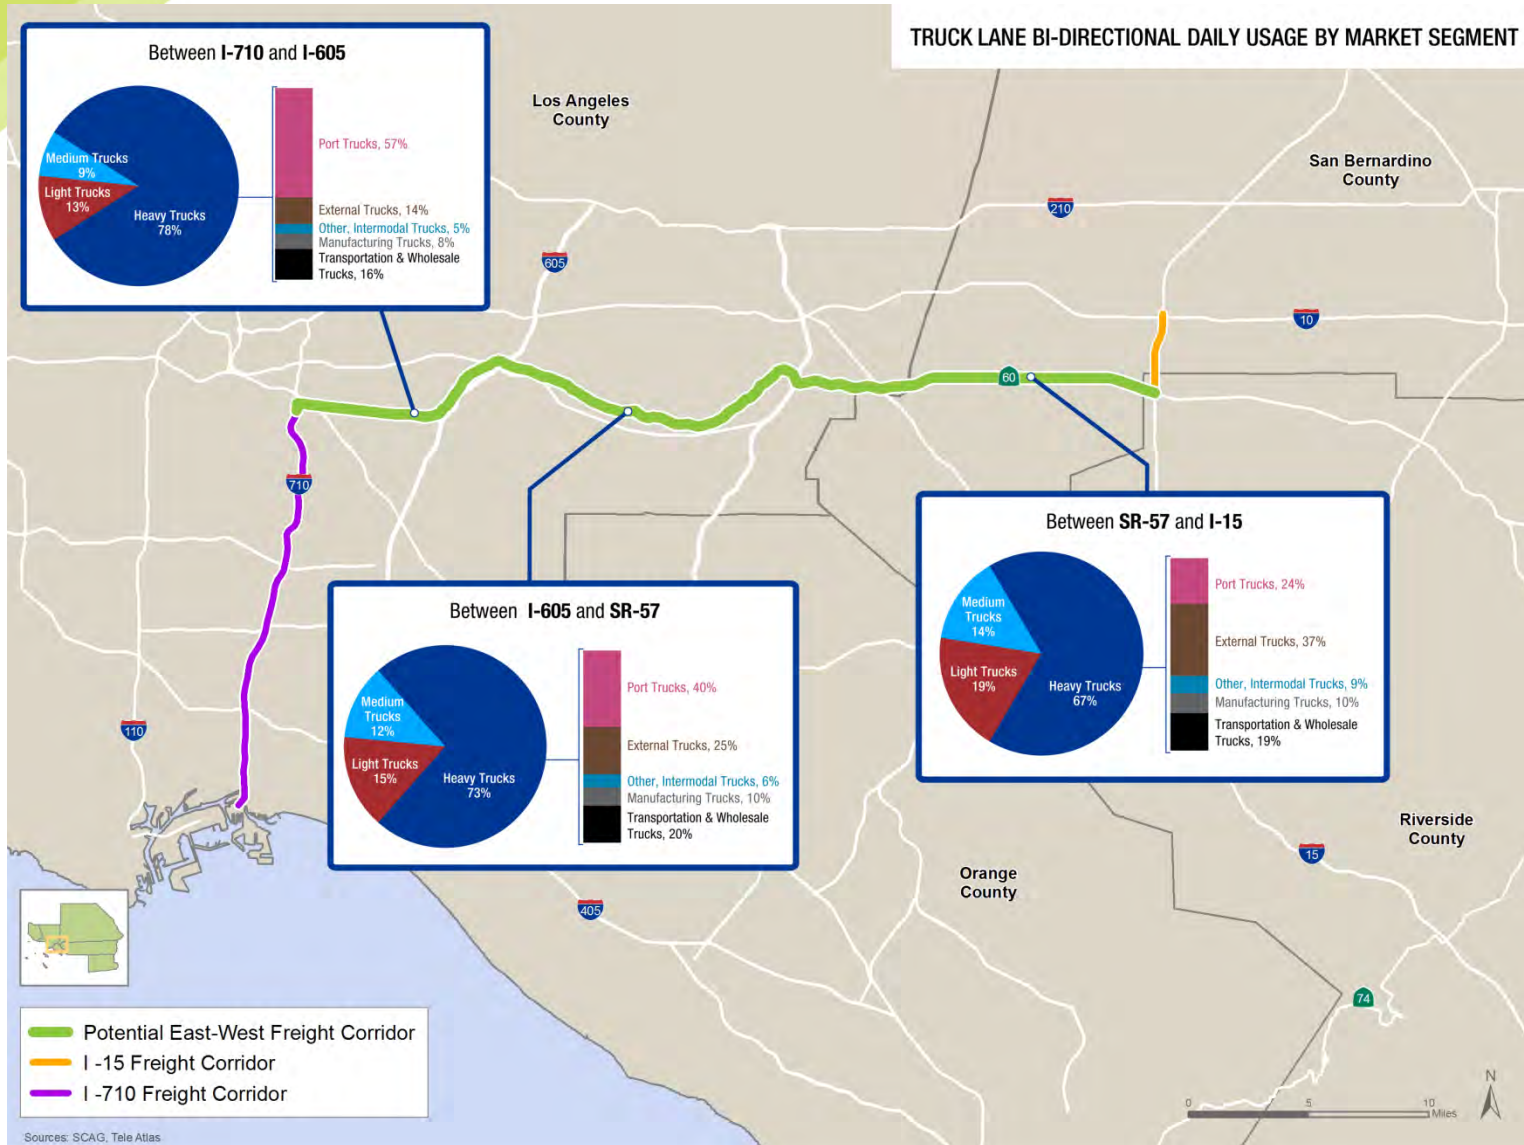 TRUCK LANE BI-DIRECTIONAL DAILY USAGE BY MARKET SEGMENT
Between I-710 and I-605
Medium Trucks
9%
Light Trucks
13%
Heavy Trucks
78%
Port Trucks, 57%
External Trucks, 14%
Other, Intermodal Trucks, 5%
Manufacturing Trucks, 8%
Transportation & Wholesale
Trucks, 16%
Los Angeles
County
San Bernardino
County
210
605
10
60
710
Between SR-57 and I-15
Medium
Trucks
14%
Light Trucks
19%
Heavy Trucks
67%
Port Trucks, 24%
External Trucks, 37%
Other, Intermodal Trucks, 9%
Manufacturing Trucks, 10%
Transportation & Wholesale
Trucks, 19%
Between I-605 and SR-57
Medium
Trucks
12%
Light Trucks
15%
Heavy Trucks
73%
Port Trucks, 40%
External Trucks, 25%
Other, Intermodal Trucks, 6%
Manufacturing Trucks, 10%
Transportation & Wholesale
Trucks, 20%
110
Riverside
County
15
Orange
County
405
74
Potential East-West Freight Corridor
I -15 Freight Corridor
I -710 Freight Corridor
N
0 5 10
Miles
Sources: SCAG, Tele Atlas